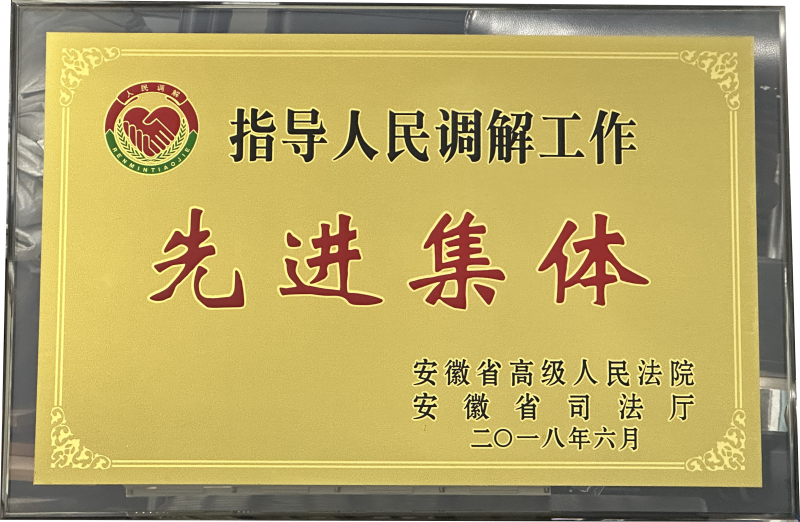 人民调解
RENMINTIAOJIE
指导人民调解工作
先进集体
安徽省高级人民法院
安徽省司法厅
二〇一八年六月